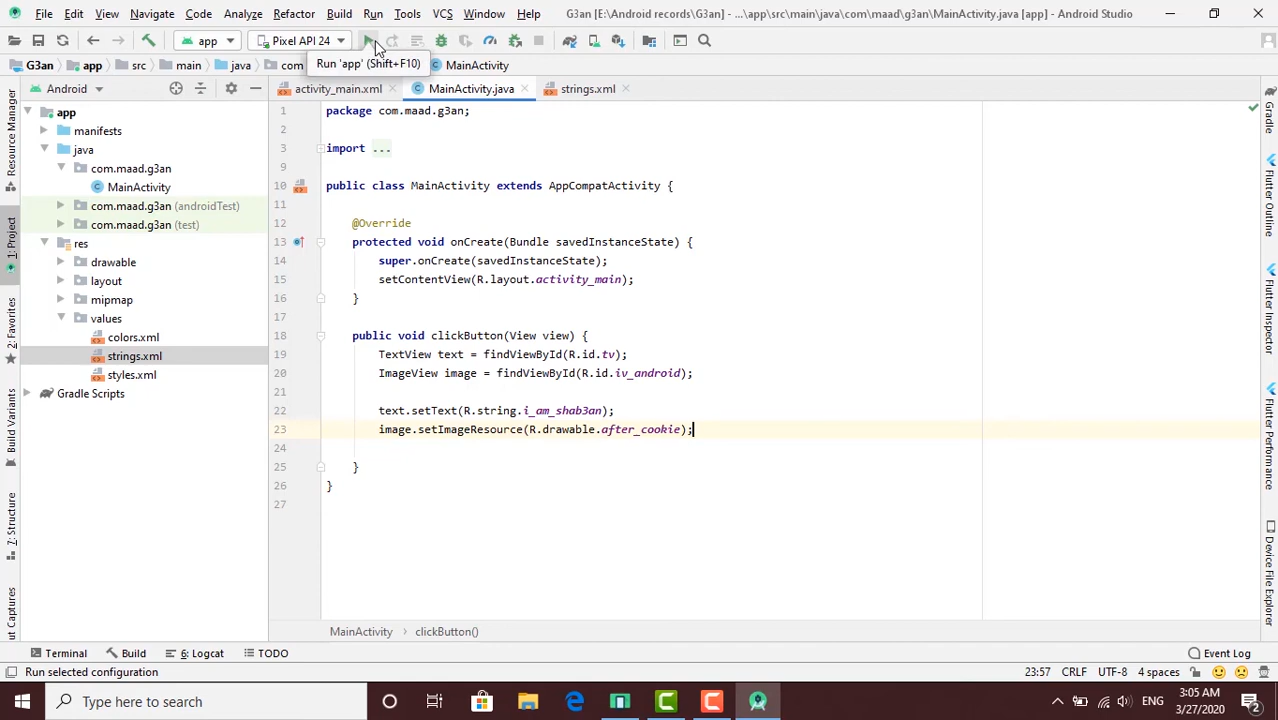 File Edit View Navigate Code Analyze Refactor Build Run Tools VCS Window Help G3an [E:\Android records\G3an] - ...\app\src\main\java\com\maad\g3an\MainActivity.java [app] - Android Studio
app Pixel API 24
Run 'app' (Shift+F10)
G3an app src main java com MainActivity
Android activity_main.xml MainActivity.java strings.xml
app
manifests
java
com.maad.g3an
MainActivity
com.maad.g3an (androidTest)
com.maad.g3an (test)
res
drawable
layout
mipmap
values
colors.xml
strings.xml
styles.xml
Gradle Scripts
1 package com.maad.g3an;
2
3 import ...
9
10 public class MainActivity extends AppCompatActivity {
11
12 @Override
13 protected void onCreate(Bundle savedInstanceState) {
14 super.onCreate(savedInstanceState);
15 setContentView(R.layout.activity_main);
16 }
17
18 public void clickButton(View view) {
19 TextView text = findViewById(R.id.tv);
20 ImageView image = findViewById(R.id.iv_android);
21
22 text.setText(R.string.i_am_shab3an);
23 image.setImageResource(R.drawable.after_cookie);
24
25 }
26 }
27
Resource Manager
1: Project
2: Favorites
Build Variants
7: Structure
ut Captures
Gradle
Flutter Outline
Flutter Inspector
Flutter Performance
Device File Explorer
MainActivity clickButton()
Terminal Build 6: Logcat TODO Event Log
Run selected configuration 23:57 CRLF UTF-8 4 spaces
Type here to search
ENG 3:05 AM
3/27/2020
2